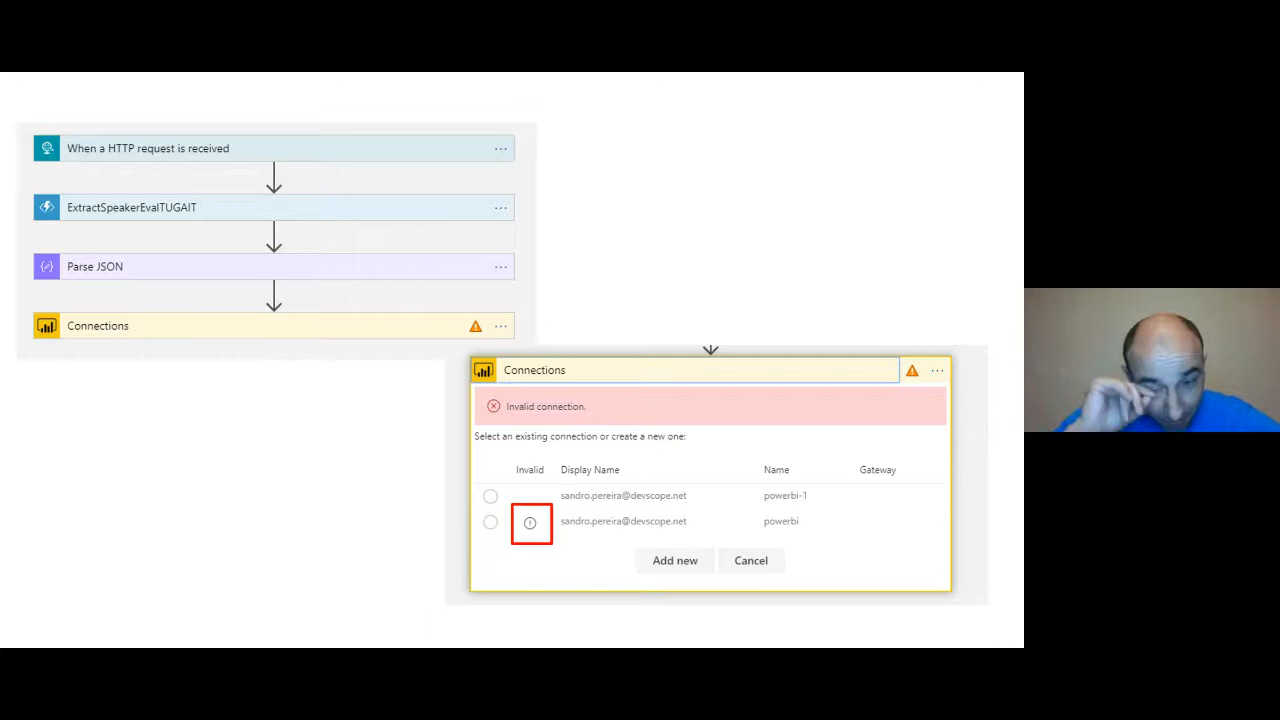 When a HTTP request is received
ExtractSpeakerEvalTUGAIT
Parse JSON
Connections
Connections
Invalid connection.
Select an existing connection or create a new one:
Invalid Display Name Name Gateway
sandro.pereira@devscope.net powerbi-1
sandro.pereira@devscope.net powerbi
Add new Cancel